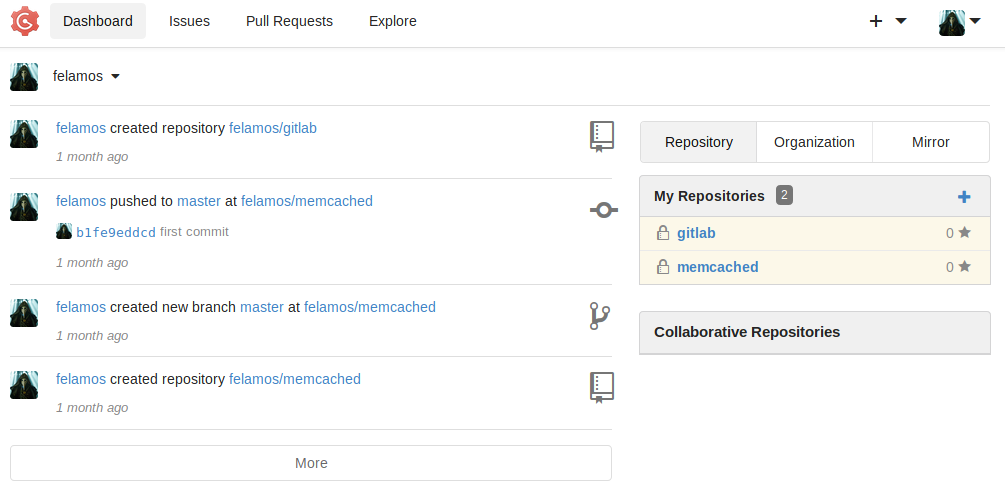 Dashboard Issues Pull Requests Explore
felamos
felamos created repository felamos/gitlab
1 month ago
felamos pushed to master at felamos/memcached
b1fe9eddcd first commit
1 month ago
felamos created new branch master at felamos/memcached
1 month ago
felamos created repository felamos/memcached
1 month ago
More
Repository Organization Mirror
My Repositories 2
gitlab 0
memcached 0
Collaborative Repositories